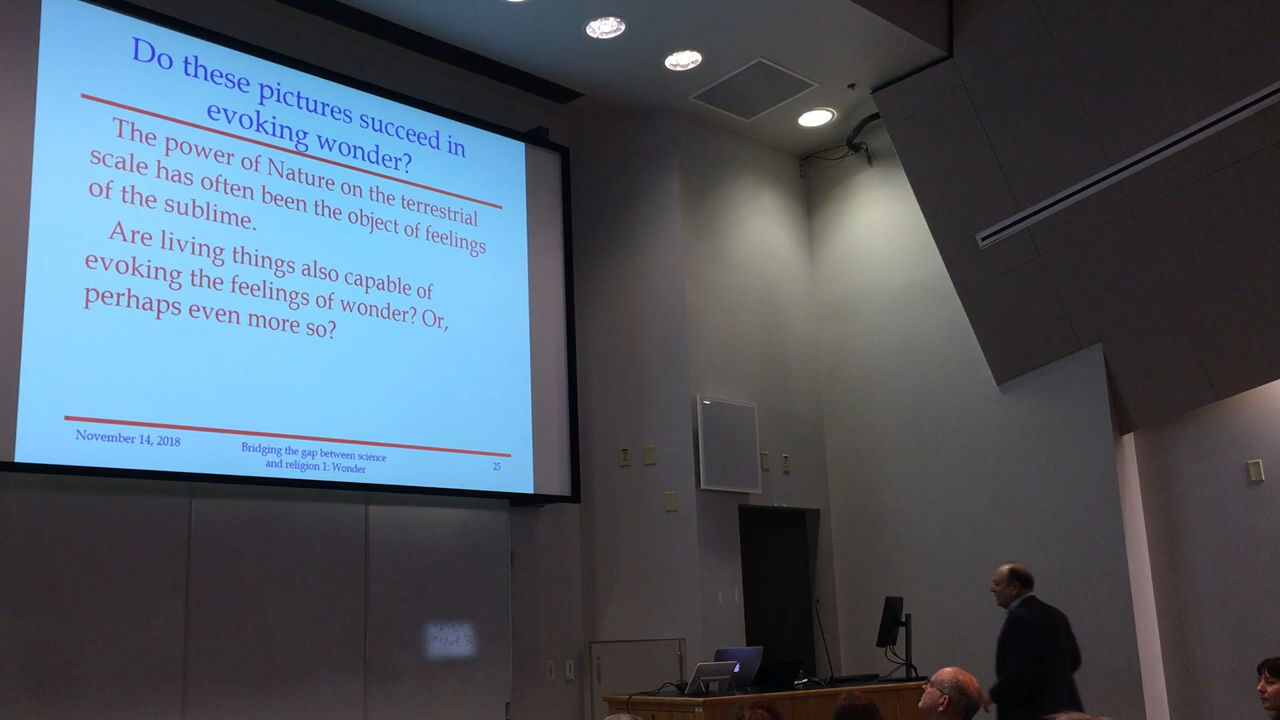 Do these pictures succeed in
evoking wonder?
The power of Nature on the terrestrial
scale has often been the object of feelings
of the sublime.
Are living things also capable of
evoking the feelings of wonder? Or,
perhaps even more so?
November 14, 2018
Bridging the gap between science
and religion 1: Wonder
25